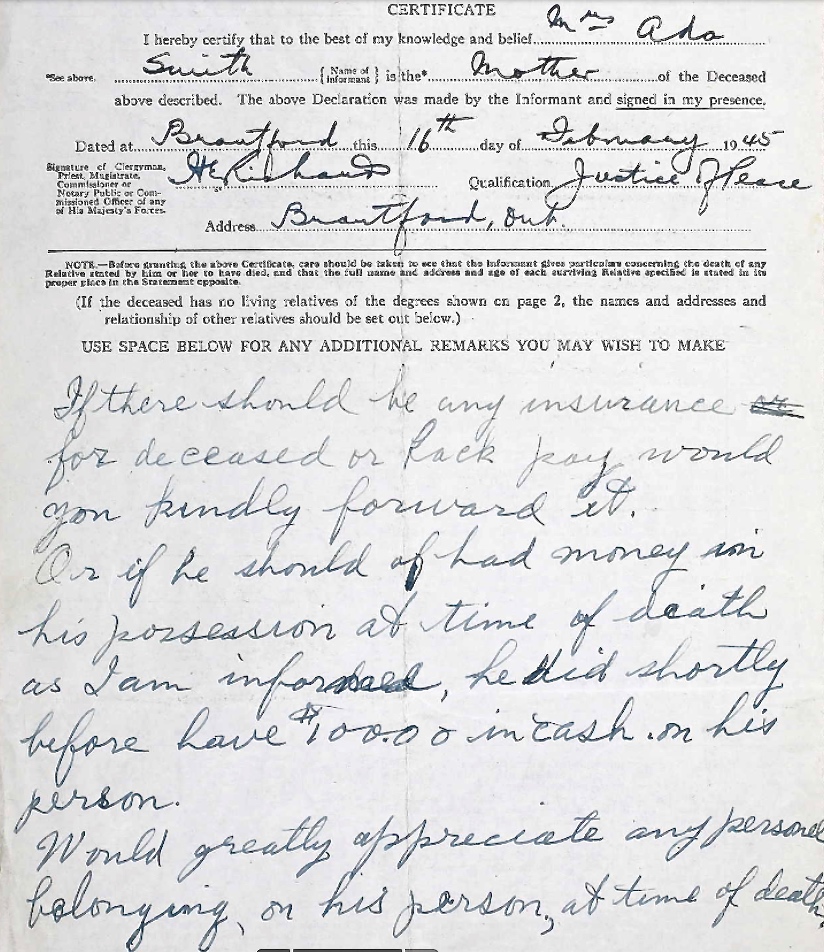 CERTIFICATE
I hereby certify that to the best of my knowledge and belief Mrs Ada
*See above. Smith {Name of Informant} is the* Mother of the Deceased
above described. The above Declaration was made by the Informant and signed in my presence.
Dated at Brantford this 16th day of February 1945
Signature of Clergyman,
Priest, Magistrate,
Commissioner or
Notary Public or Com-
missioned Officer of any
of His Majesty's Forces.
H Richards Qualification Justice of Peace
Address Brantford, Ont.
NOTE.—Before granting the above Certificate, care should be taken to see that the Informant gives particulars concerning the death of any
Relative stated by him or her to have died, and that the full name and address and age of each surviving Relative specified is stated in its
proper place in the Statement opposite.
(If the deceased has no living relatives of the degrees shown on page 2, the names and addresses and
relationship of other relatives should be set out below.)
USE SPACE BELOW FOR ANY ADDITIONAL REMARKS YOU MAY WISH TO MAKE
If there should be any insurance or
for deceased or back pay would
you kindly forward it.
Or if he should of had money in
his possession at time of death
as I am informed, he did shortly
before have $100.00 in cash on his
person.
Would greatly appreciate any personel
belonging, on his person, at time of death.